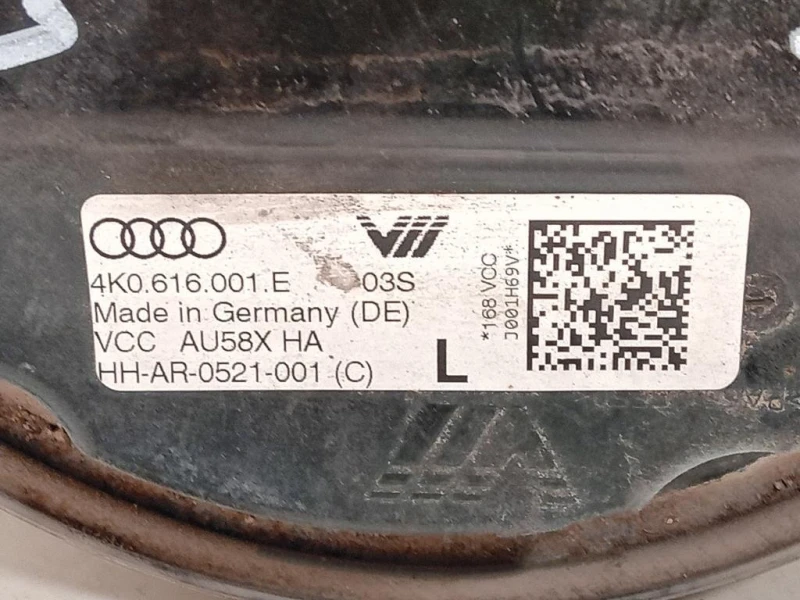 4K0.616.001.E 03S
Made in Germany (DE)
VCC AU58X HA
HH-AR-0521-001 (C)
L
*168 VCC
J001H69V*